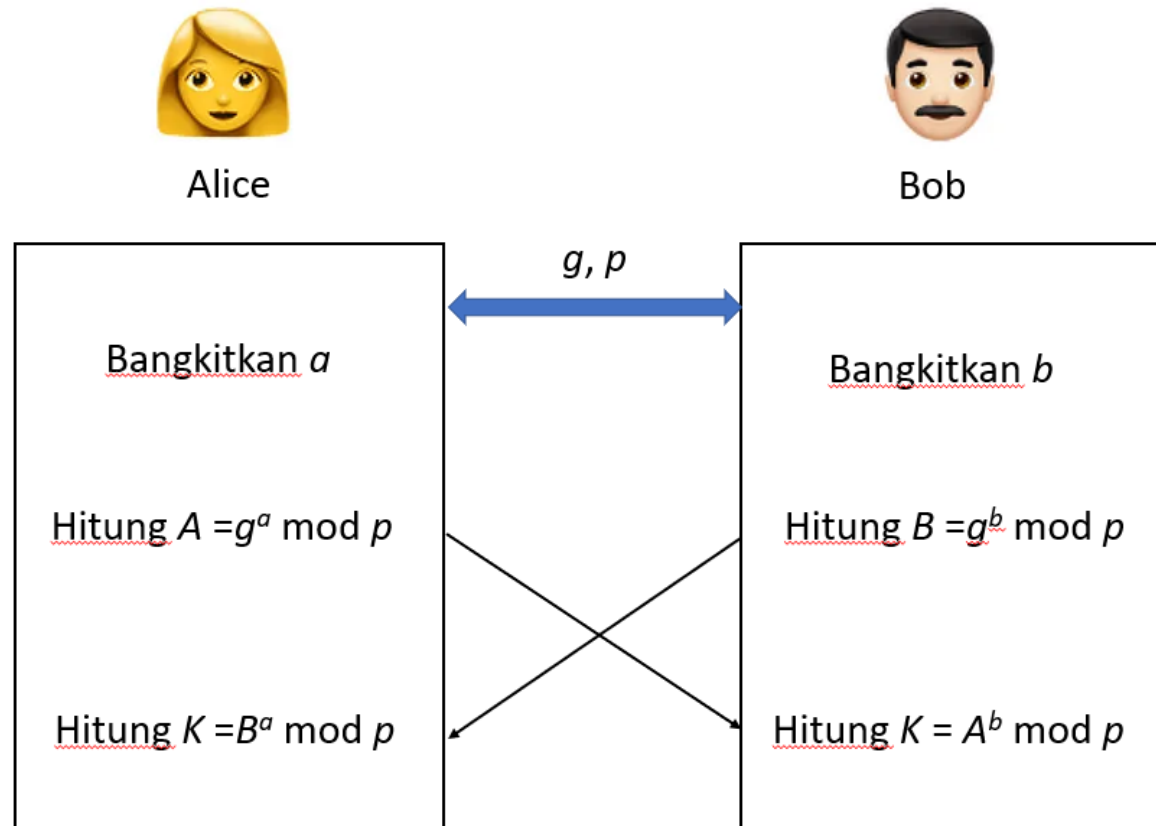 Alice
Bob
g, p
Bangkitkan a
Bangkitkan b
Hitung A =gᵃ mod p
Hitung B =gᵇ mod p
Hitung K =Bᵃ mod p
Hitung K = Aᵇ mod p